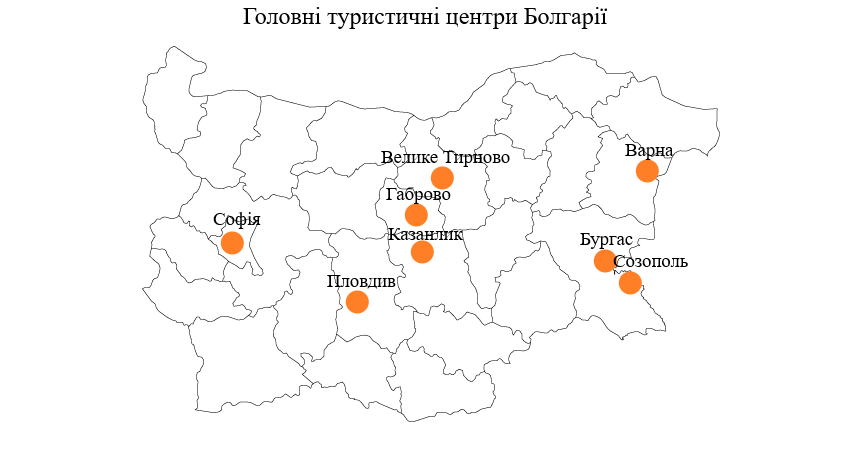 Головні туристичні центри Болгарії
Варна
Велике Тирново
Габрово
Софія
Казанлик
Бургас
Созополь
Пловдив